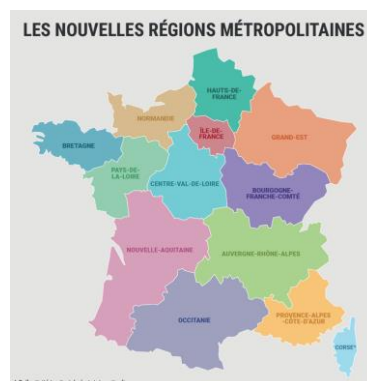 LES NOUVELLES RÉGIONS MÉTROPOLITAINES
HAUTS-DE-
FRANCE
NORMANDIE
ÎLE-DE-
FRANCE
GRAND-EST
BRETAGNE
PAYS-DE-
LA-LOIRE
CENTRE-VAL-DE-LOIRE
BOURGOGNE-
FRANCHE-COMTÉ
NOUVELLE-AQUITAINE
AUVERGNE-RHÔNE-ALPES
OCCITANIE
PROVENCE-ALPES
-CÔTE-D'AZUR
CORSE*